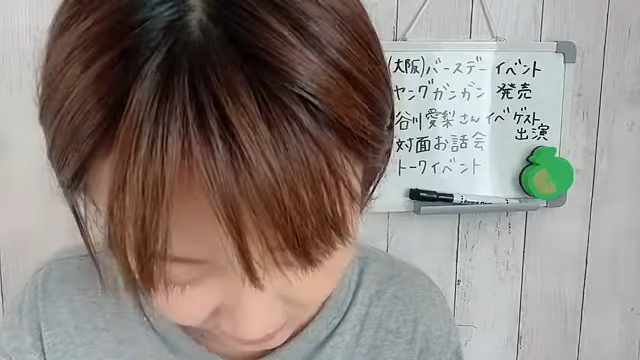 (大阪)バースデーイベント
ヤングガンガン 発売
谷川愛梨さんイベゲスト
出演
対面お話会
トークイベント